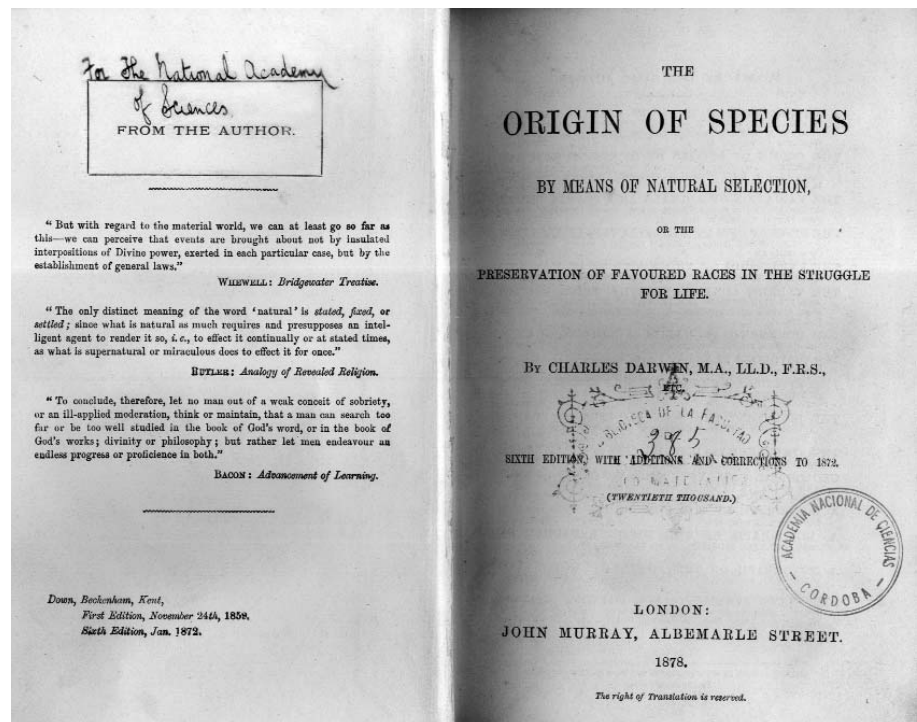 For The National Academy
of Sciences
FROM THE AUTHOR.
“ But with regard to the material world, we can at least go so far as
this—we can perceive that events are brought about not by insulated
interpositions of Divine power, exerted in each particular case, but by the
establishment of general laws.”
WHEWELL: Bridgewater Treatise.
“ The only distinct meaning of the word ‘natural’ is stated, fixed, or
settled; since what is natural as much requires and presupposes an intel-
ligent agent to render it so, i.e., to effect it continually or at stated times,
as what is supernatural or miraculous does to effect it for once.”
BUTLER: Analogy of Revealed Religion.
“ To conclude, therefore, let no man out of a weak conceit of sobriety,
or an ill-applied moderation, think or maintain, that a man can search too
far or be too well studied in the book of God’s word, or in the book of
God’s works; divinity or philosophy; but rather let men endeavour an
endless progress or proficience in both.”
BACON: Advancement of Learning.
Down, Beckenham, Kent,
First Edition, November 24th, 1859.
Sixth Edition, Jan. 1872.
THE
ORIGIN OF SPECIES
BY MEANS OF NATURAL SELECTION,
OR THE
PRESERVATION OF FAVOURED RACES IN THE STRUGGLE
FOR LIFE.
BY CHARLES DARWIN, M.A., LL.D., F.R.S.,
ETC.
DE LA FACULTAD
385
SIXTH EDITION, WITH ADDITIONS AND CORRECTIONS TO 1872.
(TWENTIETH THOUSAND.)
ACADEMIA NACIONAL DE CIENCIAS
CORDOBA
LONDON:
JOHN MURRAY, ALBEMARLE STREET.
1878.
The right of Translation is reserved.